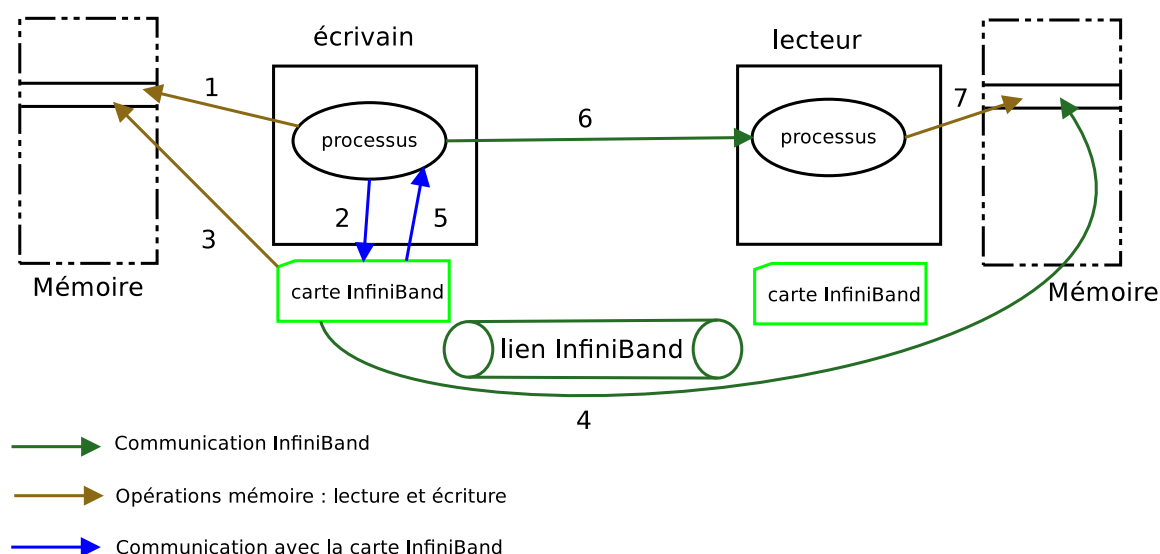 écrivain
lecteur
1
6
7
processus
processus
2
5
3
Mémoire
carte InfiniBand
carte InfiniBand
Mémoire
lien InfiniBand
4
Communication InfiniBand
Opérations mémoire : lecture et écriture
Communication avec la carte InfiniBand